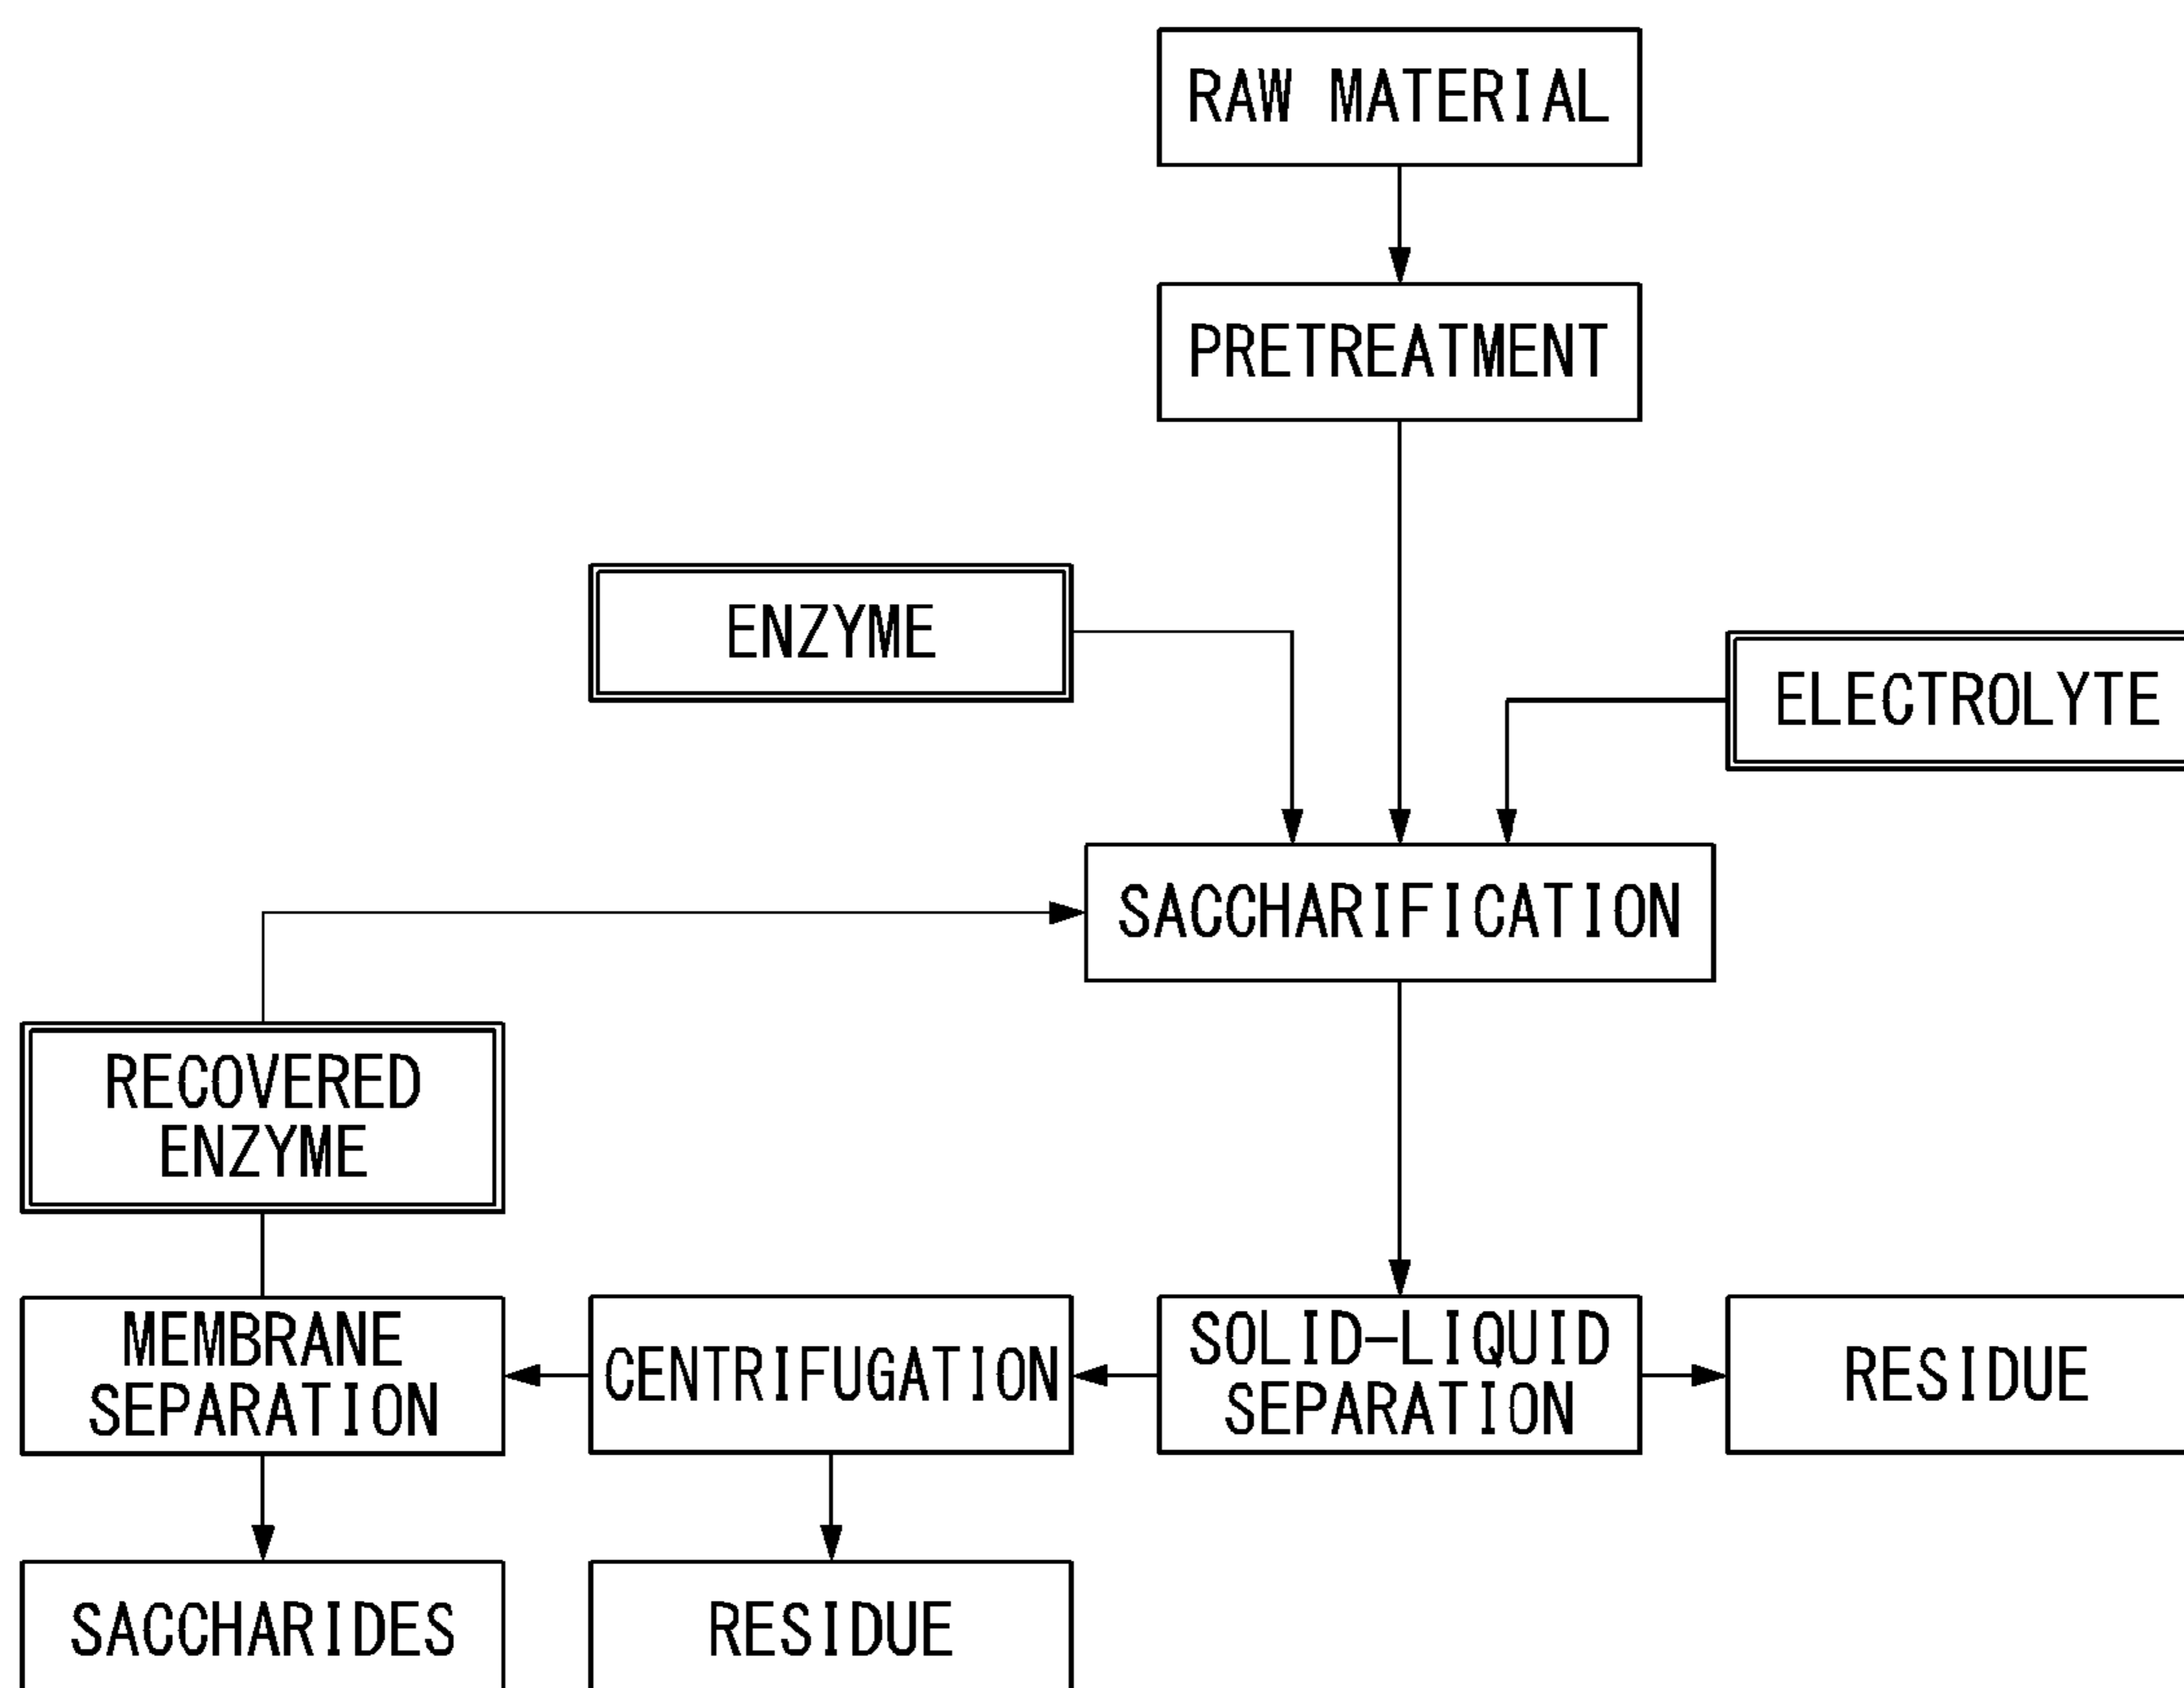 RAW MATERIAL
PRETREATMENT
ENZYME
ELECTROLYTE
SACCHARIFICATION
RECOVERED
ENZYME
MEMBRANE
SEPARATION
CENTRIFUGATION
SOLID-LIQUID
SEPARATION
RESIDUE
SACCHARIDES
RESIDUE